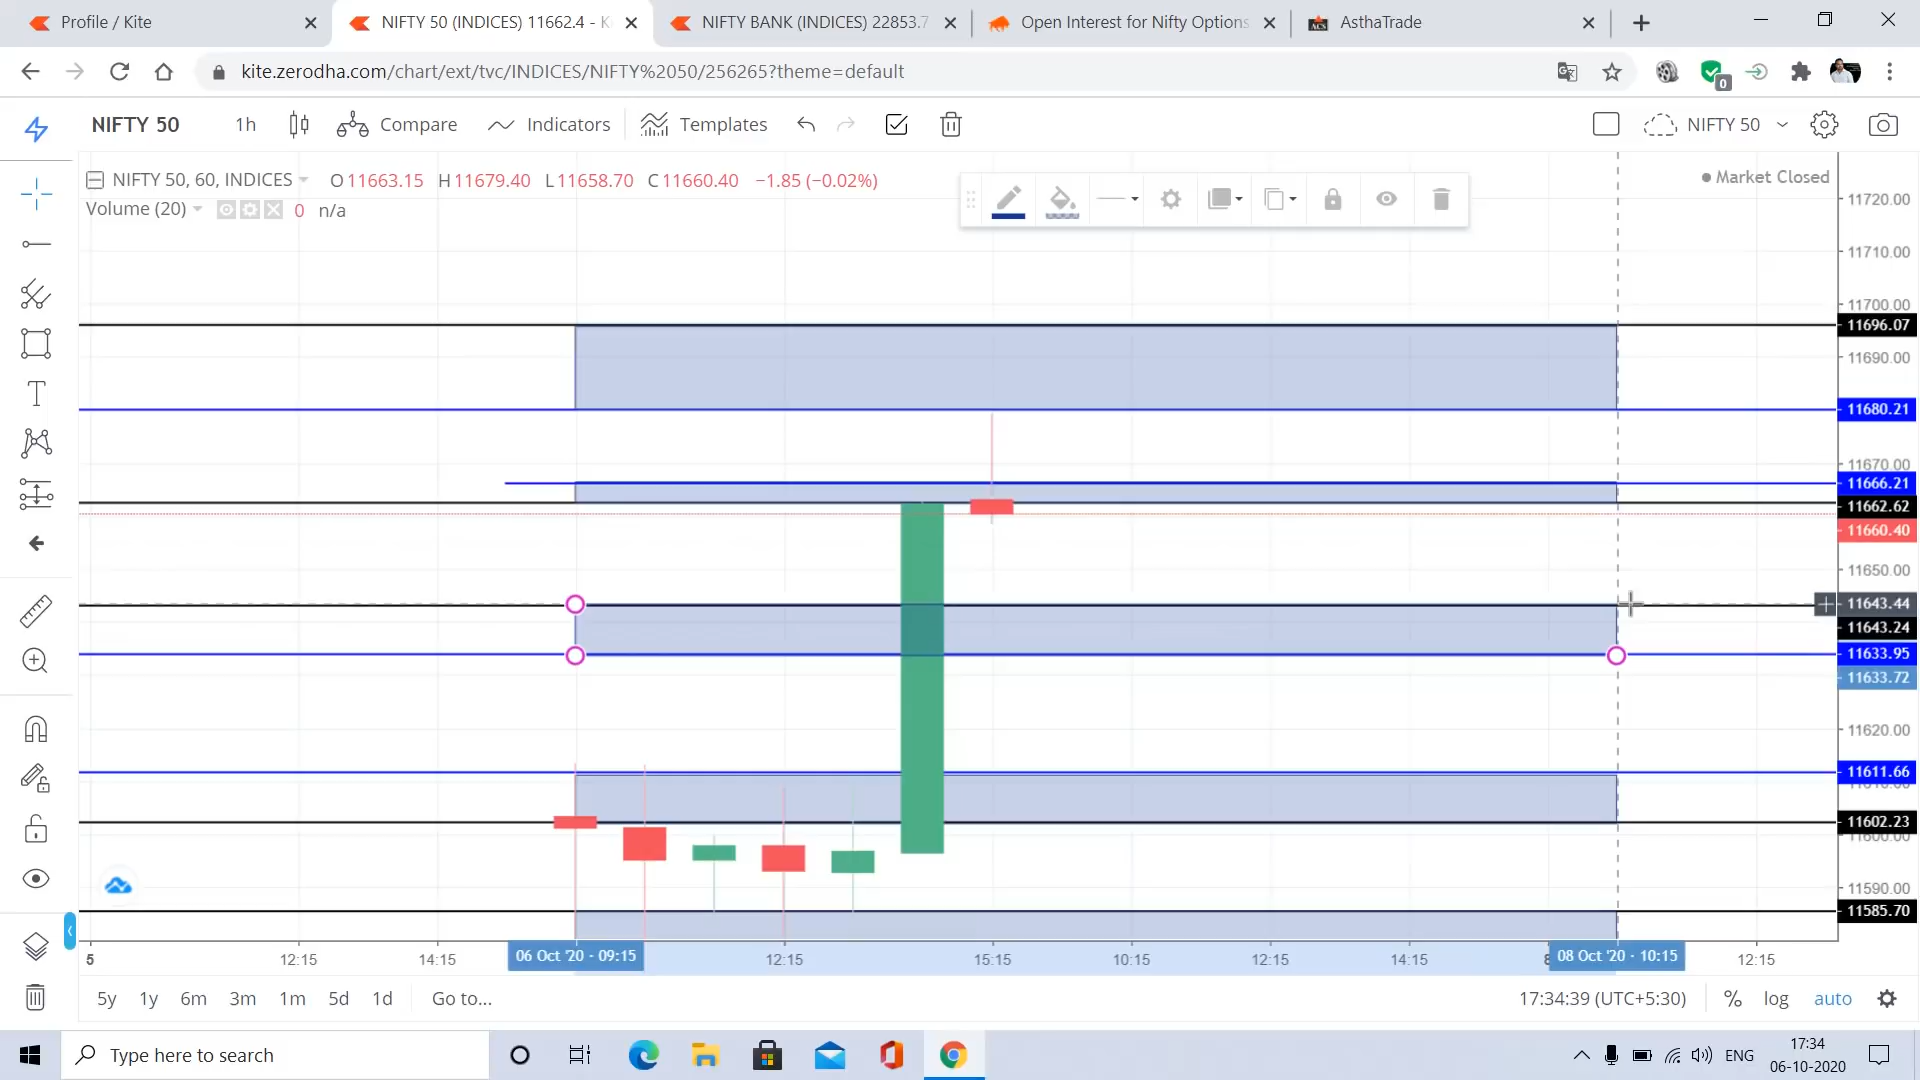 Profile / Kite
NIFTY 50 (INDICES) 11662.4 - K
NIFTY BANK (INDICES) 22853.7
Open Interest for Nifty Options
AsthaTrade
kite.zerodha.com/chart/ext/tvc/INDICES/NIFTY%2050/256265?theme=default
0
NIFTY 50
1h
Compare
Indicators
Templates
NIFTY 50
NIFTY 50, 60, INDICES O 11663.15 H 11679.40 L 11658.70 C 11660.40 −1.85 (−0.02%)
Market Closed
Volume (20) 0 n/a
11720.00
11710.00
11700.00
11696.07
11690.00
11680.21
11670.00
11666.21
11662.62
11660.40
11650.00
11643.44
11643.24
11633.95
11633.72
11620.00
11611.66
11602.23
11600.00
11590.00
11585.70
5
12:15
14:15
06 Oct '20 - 09:15
12:15
15:15
10:15
12:15
14:15
8
08 Oct '20 - 10:15
12:15
5y 1y 6m 3m 1m 5d 1d Go to...
17:34:39 (UTC+5:30) % log auto
Type here to search
ENG
17:34
06-10-2020